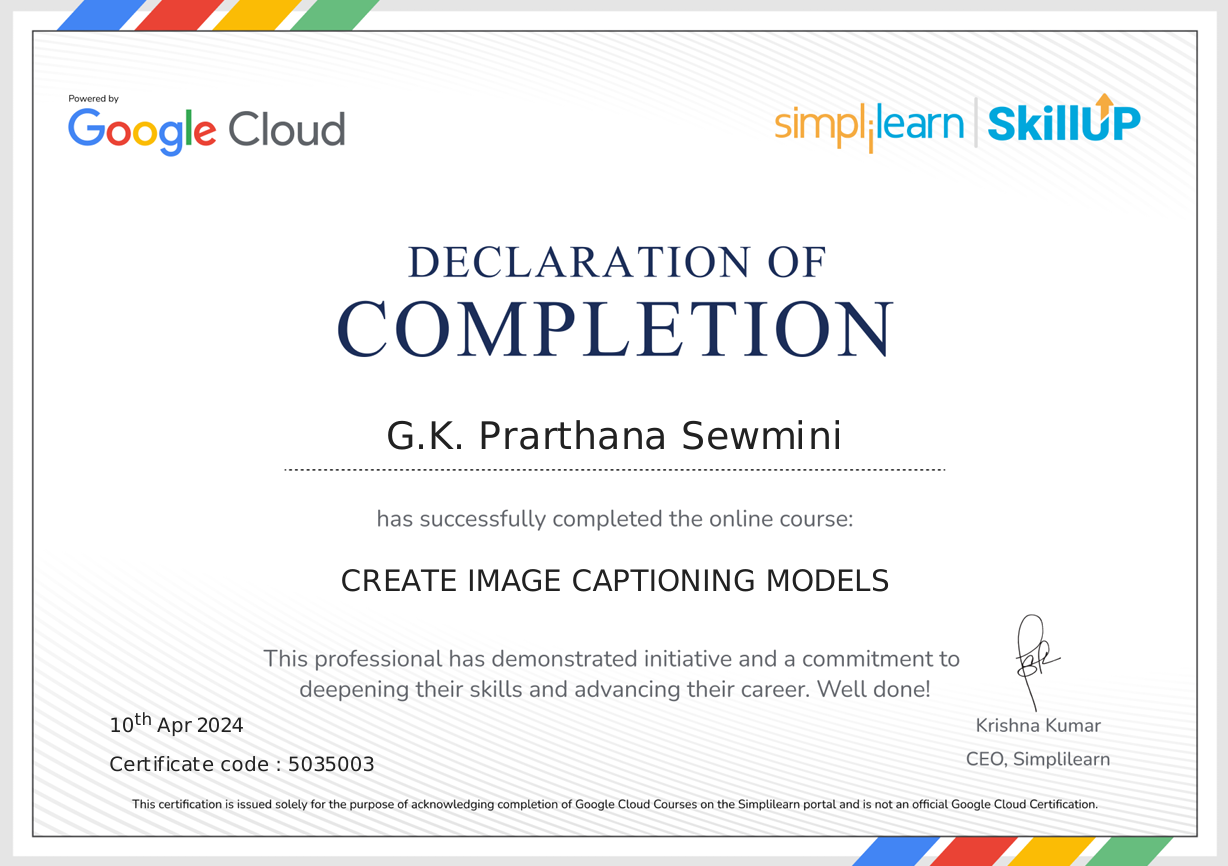 Powered by
Google Cloud
simplilearn | SkillUP
DECLARATION OF
COMPLETION
G.K. Prarthana Sewmini
has successfully completed the online course:
CREATE IMAGE CAPTIONING MODELS
This professional has demonstrated initiative and a commitment to
deepening their skills and advancing their career. Well done!
10th Apr 2024
Certificate code : 5035003
Krishna Kumar
CEO, Simplilearn
This certification is issued solely for the purpose of acknowledging completion of Google Cloud Courses on the Simplilearn portal and is not an official Google Cloud Certification.